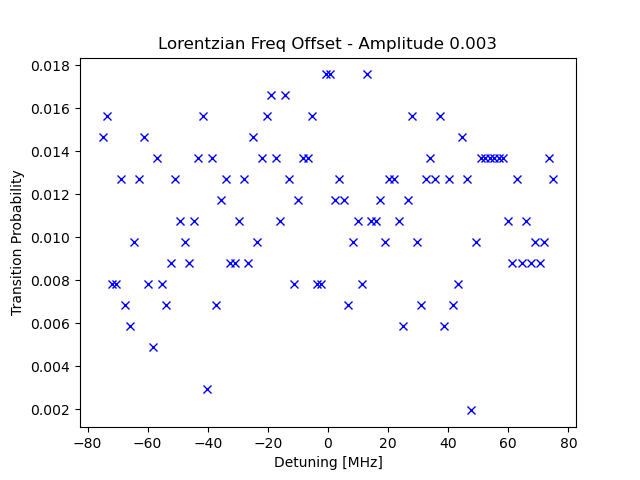 Lorentzian Freq Offset - Amplitude 0.003
Transition Probability
0.018
0.016
0.014
0.012
0.010
0.008
0.006
0.004
0.002
−80 −60 −40 −20 0 20 40 60 80
Detuning [MHz]